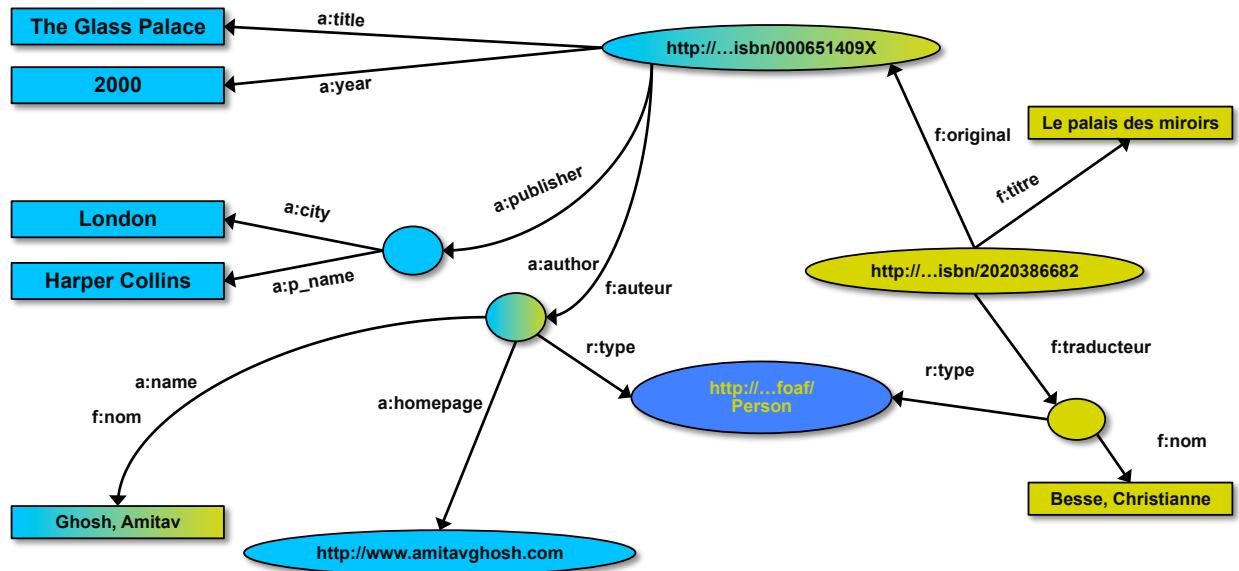 The Glass Palace
a:title
http://…isbn/000651409X
2000
a:year
Le palais des miroirs
f:original
f:titre
a:publisher
London
a:city
Harper Collins
a:p_name
a:author
f:auteur
http://…isbn/2020386682
r:type
f:traducteur
a:name
f:nom
a:homepage
http://…foaf/
Person
r:type
f:nom
Ghosh, Amitav
Besse, Christianne
http://www.amitavghosh.com